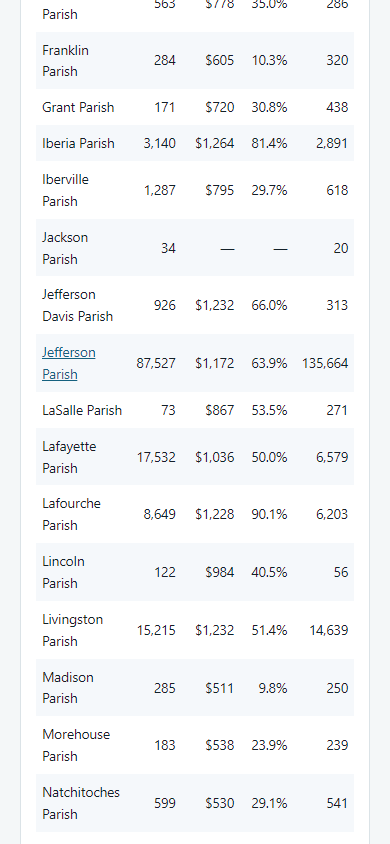 563 $778 35.0% 286
Parish
Franklin
Parish 284 $605 10.3% 320
Grant Parish 171 $720 30.8% 438
Iberia Parish 3,140 $1,264 81.4% 2,891
Iberville
Parish 1,287 $795 29.7% 618
Jackson
Parish 34 — — 20
Jefferson
Davis Parish 926 $1,232 66.0% 313
Jefferson
Parish 87,527 $1,172 63.9% 135,664
LaSalle Parish 73 $867 53.5% 271
Lafayette
Parish 17,532 $1,036 50.0% 6,579
Lafourche
Parish 8,649 $1,228 90.1% 6,203
Lincoln
Parish 122 $984 40.5% 56
Livingston
Parish 15,215 $1,232 51.4% 14,639
Madison
Parish 285 $511 9.8% 250
Morehouse
Parish 183 $538 23.9% 239
Natchitoches
Parish 599 $530 29.1% 541